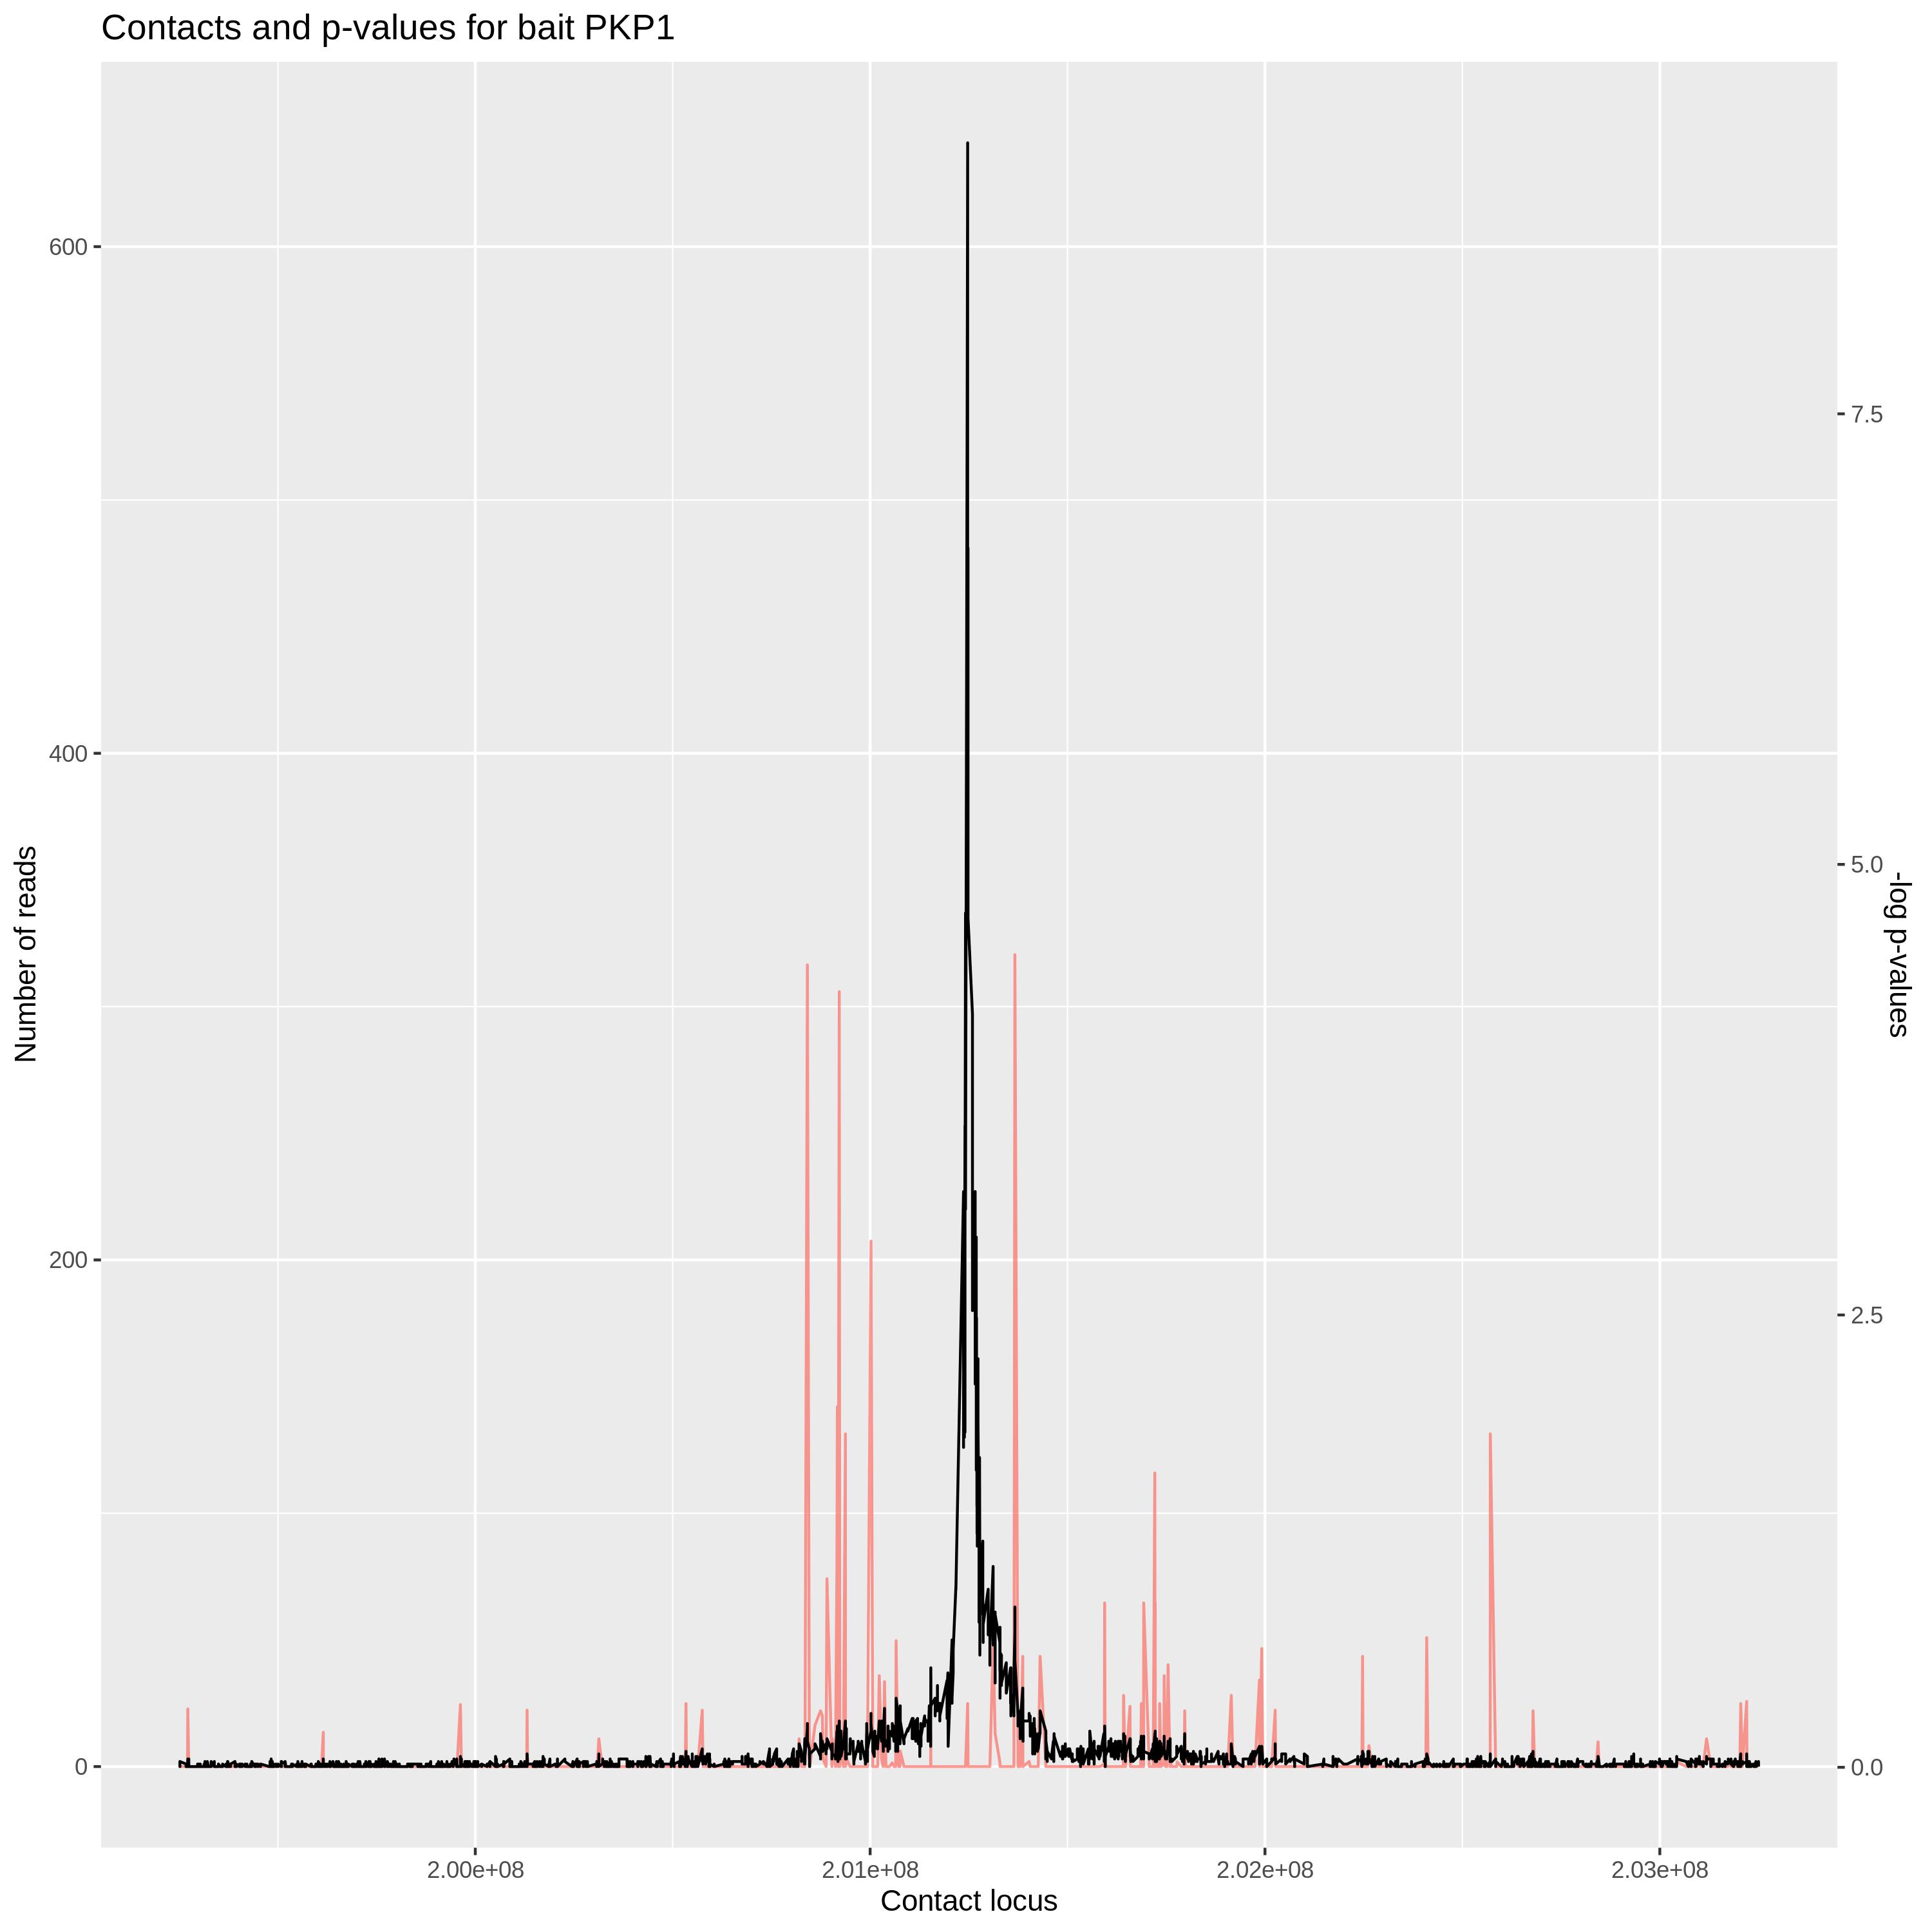 Contacts and p-values for bait PKP1
600
400
200
0
Number of reads
7.5
5.0
2.5
0.0
-log p-values
2.00e+08 2.01e+08 2.02e+08 2.03e+08
Contact locus